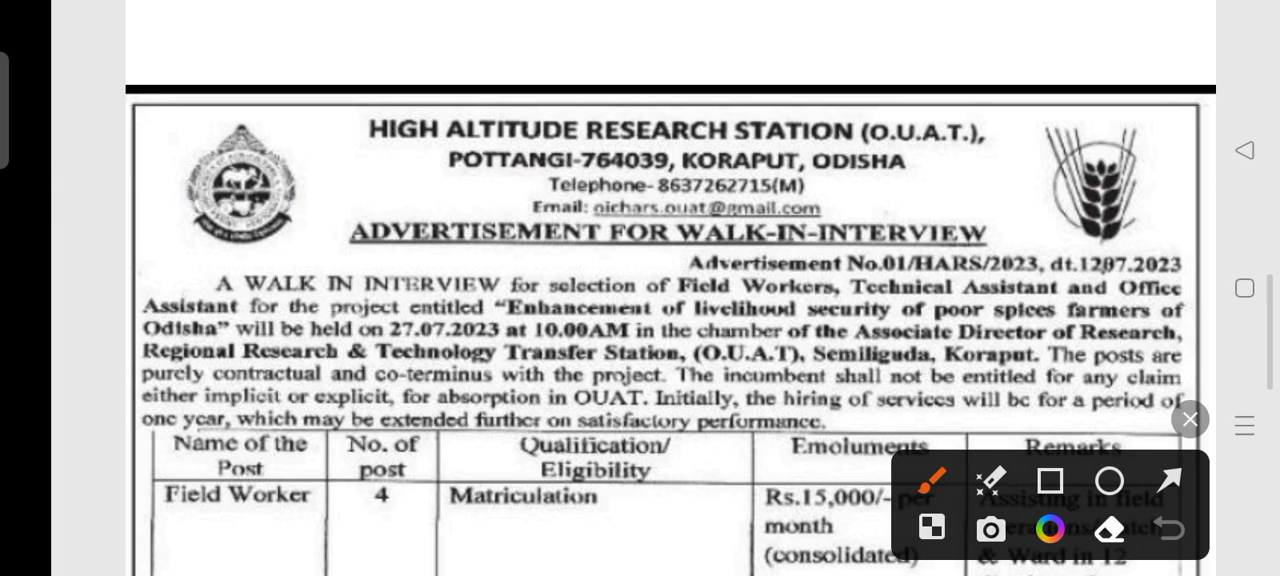 HIGH ALTITUDE RESEARCH STATION (O.U.A.T.),
POTTANGI-764039, KORAPUT, ODISHA
Telephone- 8637262715(M)
Email: oichars.ouat@gmail.com
ADVERTISEMENT FOR WALK-IN-INTERVIEW
Advertisement No.01/HARS/2023, dt.1207.2023
A WALK IN INTERVIEW for selection of Field Workers, Technical Assistant and Office
Assistant for the project entitled “Enhancement of livelihood security of poor spices farmers of
Odisha” will be held on 27.07.2023 at 10.00AM in the chamber of the Associate Director of Research,
Regional Research & Technology Transfer Station, (O.U.A.T), Semiliguda, Koraput. The posts are
purely contractual and co-terminus with the project. The incumbent shall not be entitled for any claim
either implicit or explicit, for absorption in OUAT. Initially, the hiring of services will be for a period of
one year, which may be extended further on satisfactory performance.
Name of the Post
No. of post
Qualification/ Eligibility
Emoluments
Remarks
Field Worker
4
Matriculation
Rs.15,000/- per
month
(consolidated)
Assisting in field
& Ward in 12